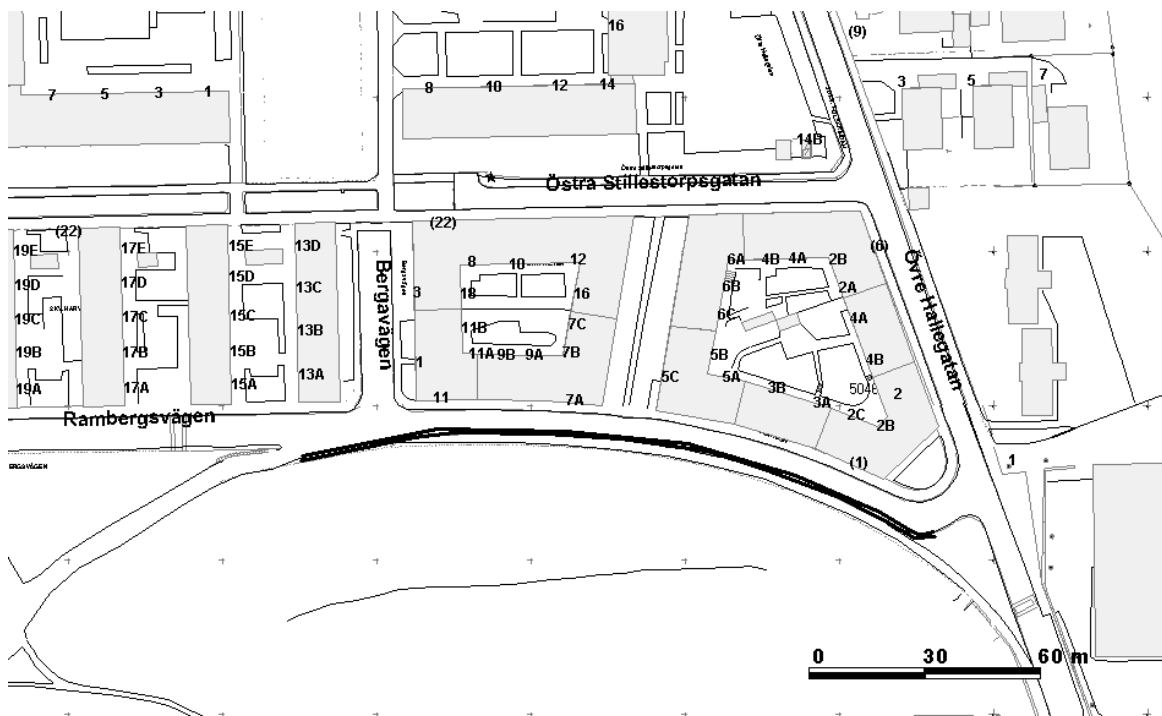 16
(9)
7 5 3 1
8 10 12 14
3 5 7
14B
Östra Stillestorpsgatan
Östra Stillestorpsgatan
(22)
(22)
(6)
19E 17E 15E 13D
19D 17D 15D 13C
19C 17C 15C 13B
19B 17B 15B 13A
19A 17A 15A
Bergavägen
3
1
8 10 12
18 16
11B 7C
11A 9B 9A 7B
11 7A
6A 4B 4A 2B
6B 2A
6C 4A
5B 4B
5C 5A 3B 3A 2
5046
2C 2B
(1)
Övre Hallegatan
Rambergsvägen
1
0 30 60 m